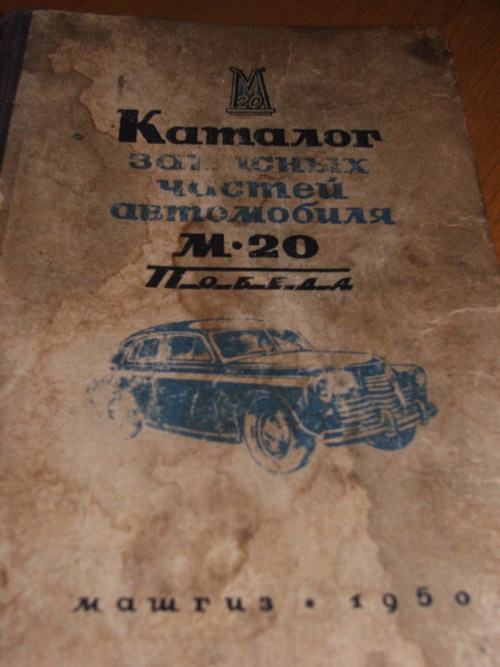 М
20
Каталог
запасных
частей
автомобиля
М·20
Победа
машгиз • 1950